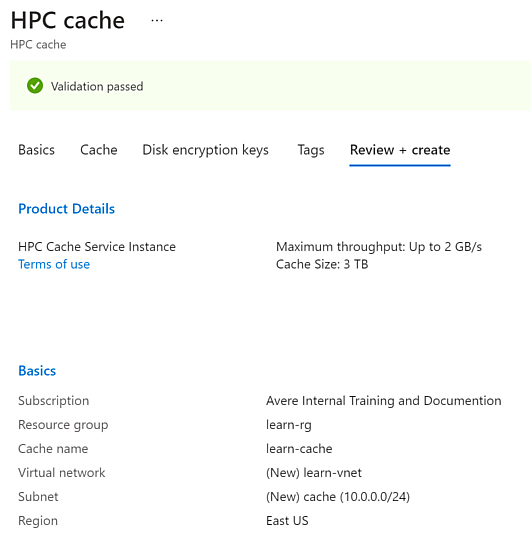 HPC cache ...
HPC cache
Validation passed
Basics Cache Disk encryption keys Tags Review + create
Product Details
HPC Cache Service Instance Maximum throughput: Up to 2 GB/s
Terms of use Cache Size: 3 TB
Basics
Subscription Avere Internal Training and Documention
Resource group learn-rg
Cache name learn-cache
Virtual network (New) learn-vnet
Subnet (New) cache (10.0.0.0/24)
Region East US